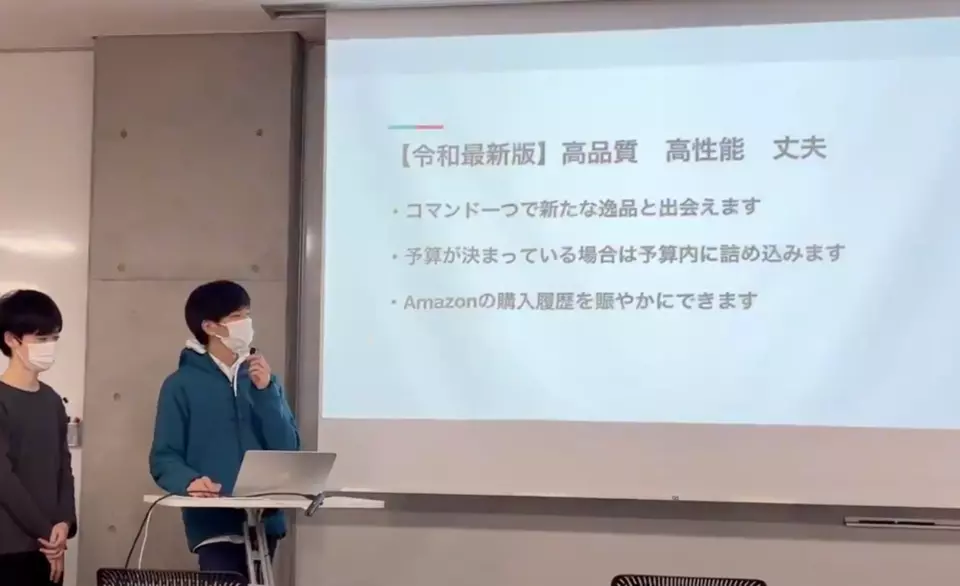 【令和最新版】高品質　高性能　丈夫
・コマンド一つで新たな逸品と出会えます
・予算が決まっている場合は予算内に詰め込みます
・Amazonの購入履歴を賑やかにできます